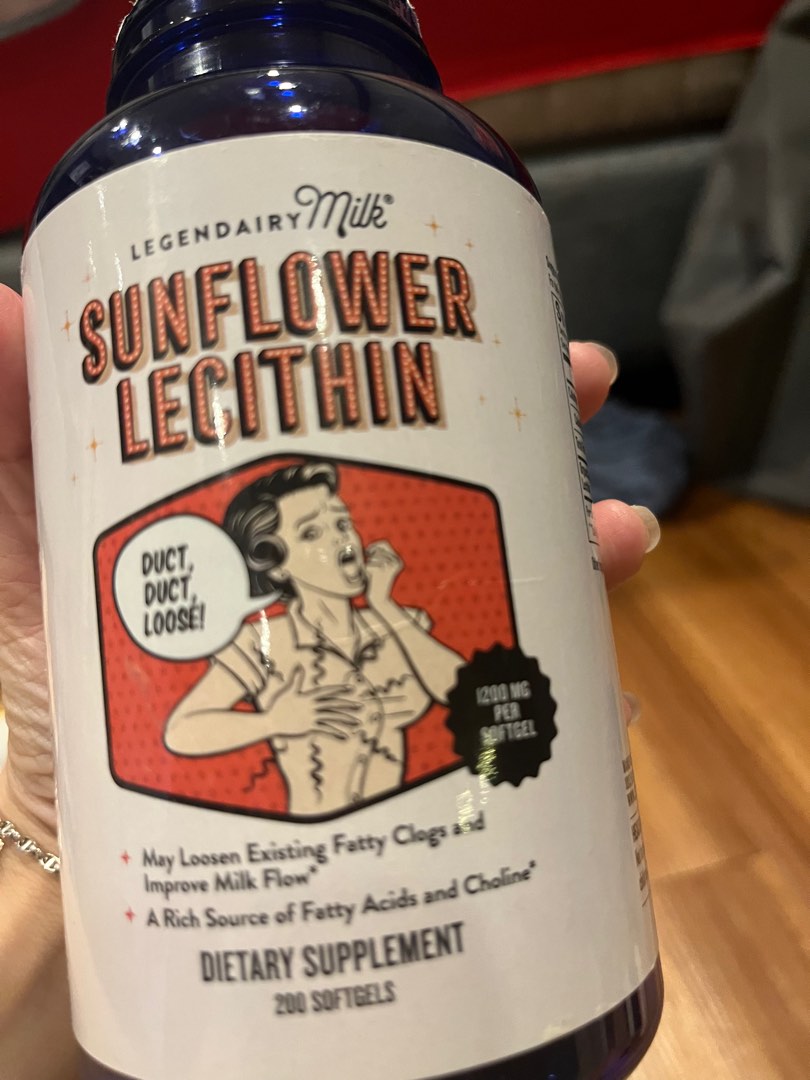 LEGENDAIRY Milk®
SUNFLOWER
LECITHIN
DUCT,
DUCT,
LOOSE!
1200 MG
PER
SOFTGEL
May Loosen Existing Fatty Clogs and
Improve Milk Flow*
A Rich Source of Fatty Acids and Choline*
DIETARY SUPPLEMENT
200 SOFTGELS